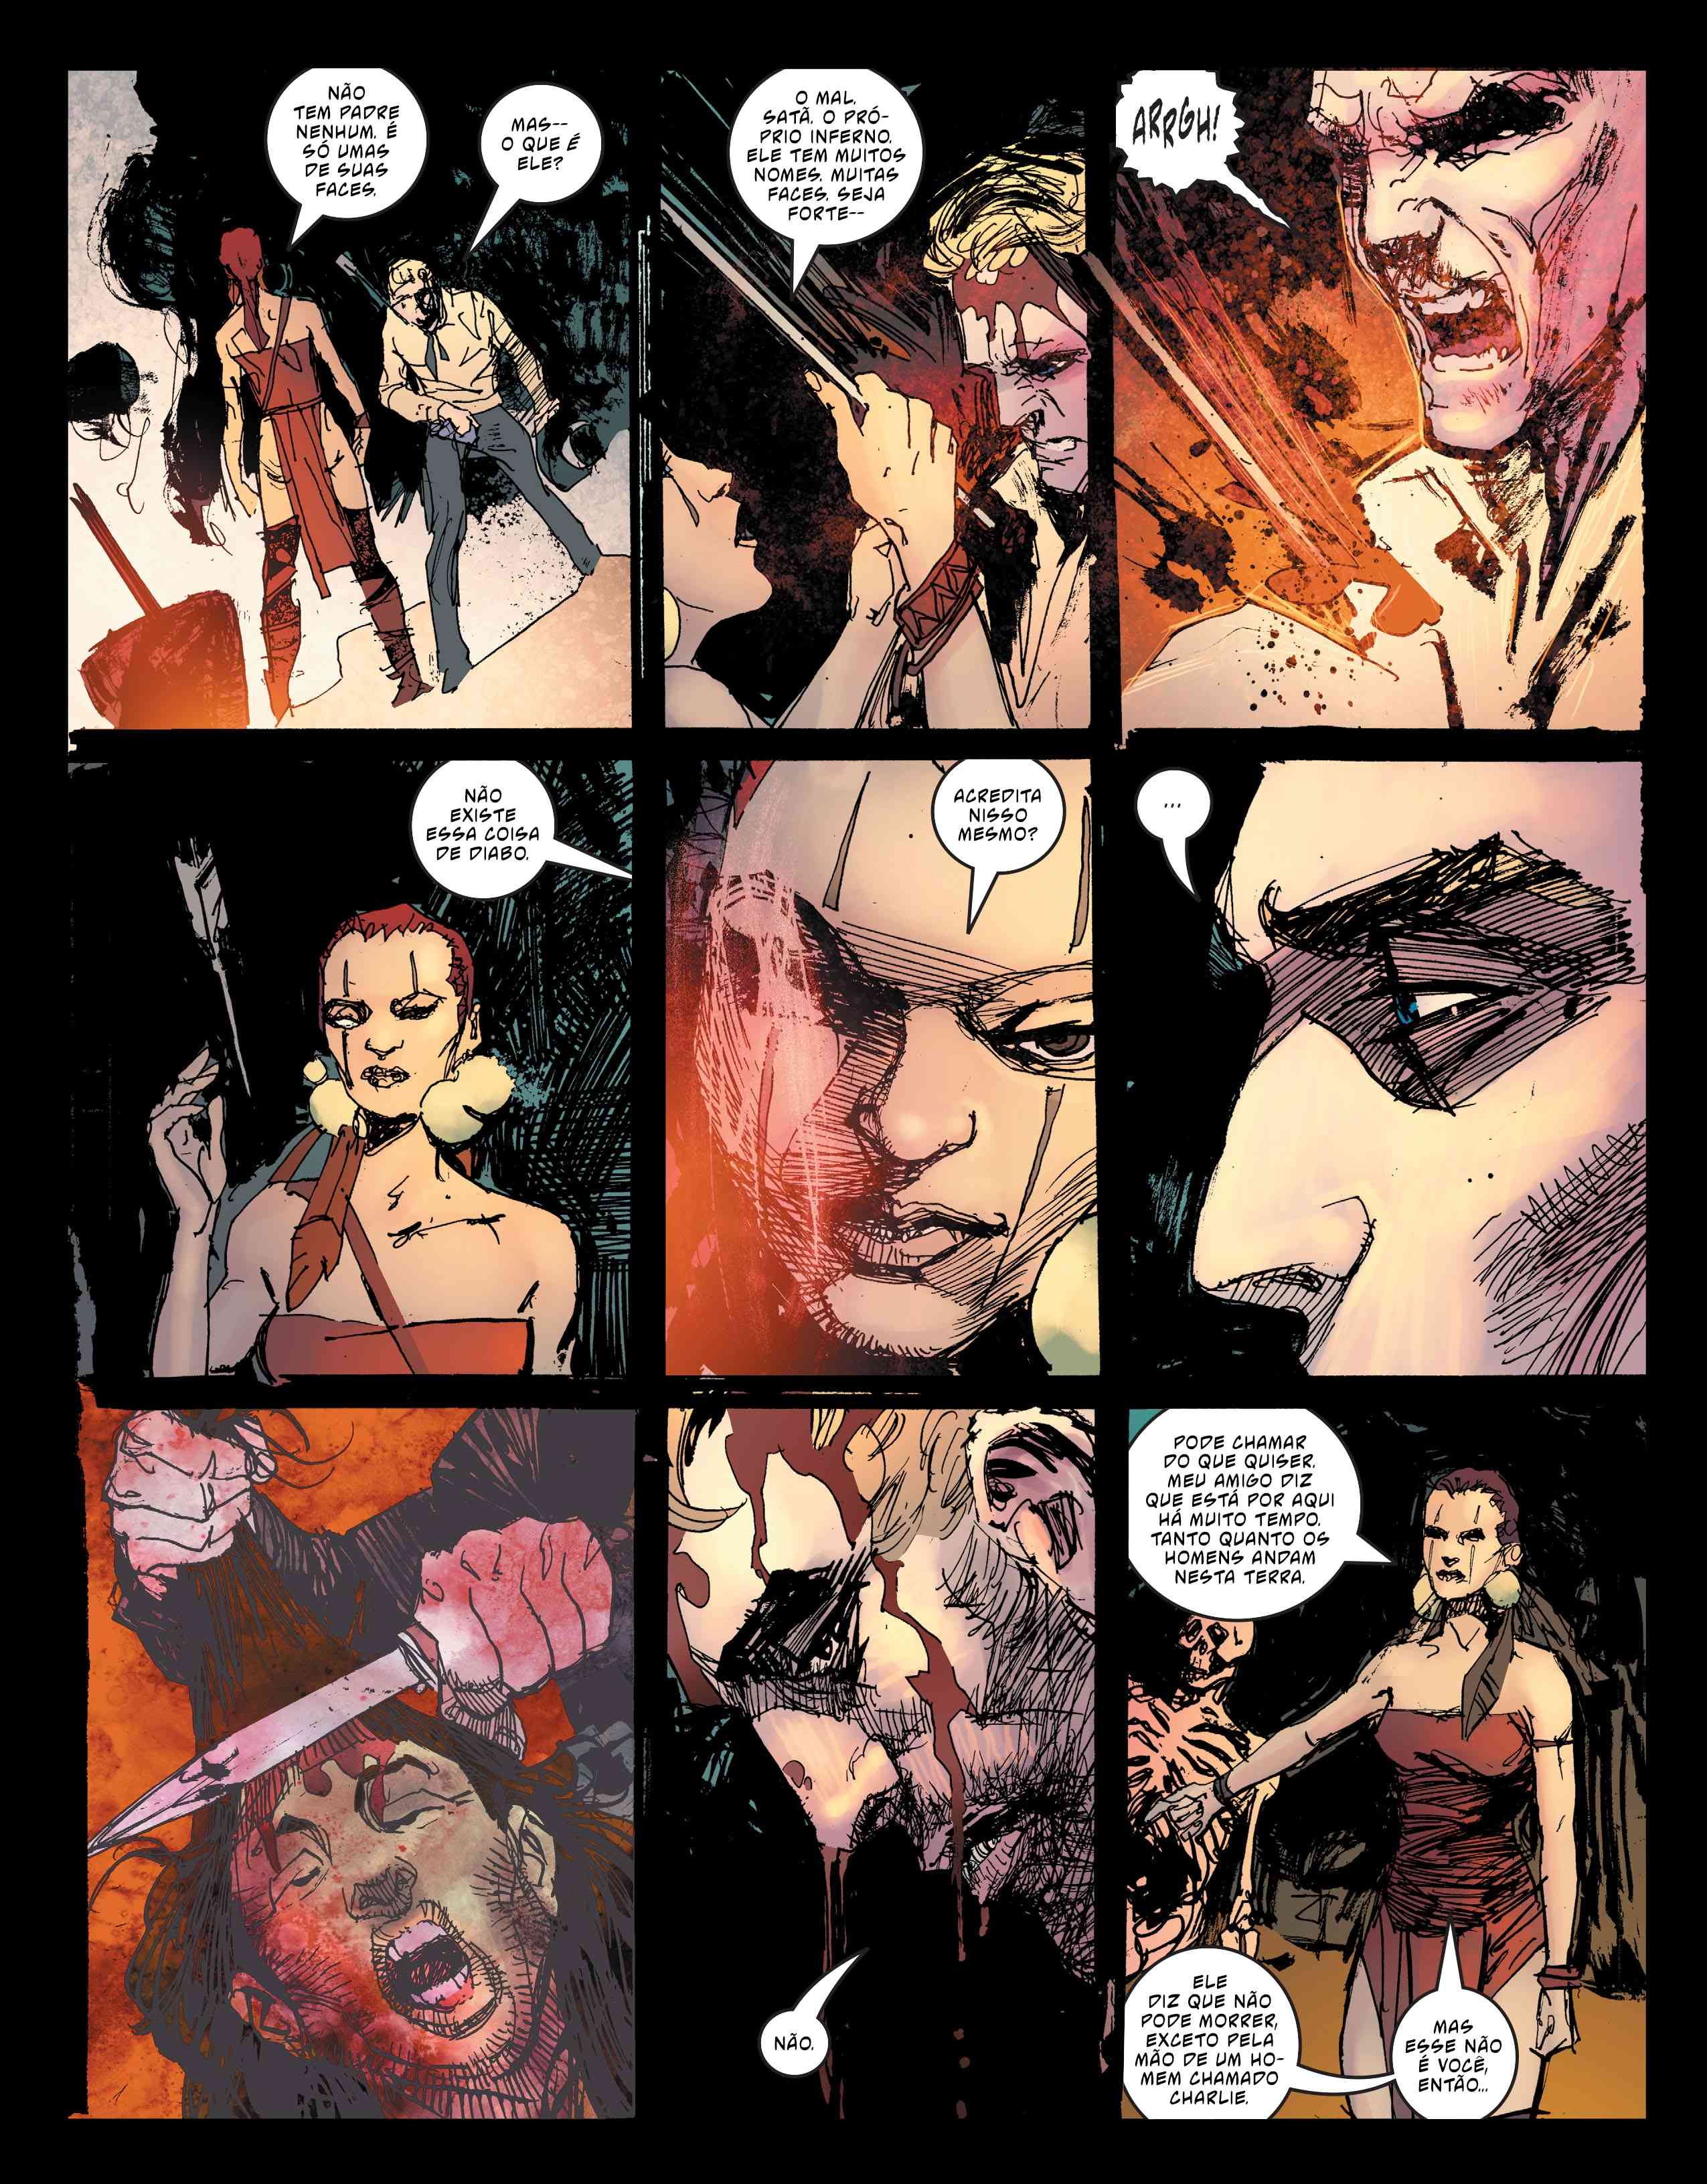 NÃO
TEM PADRE
NENHUM. É
SÓ UMAS
DE SUAS
FACES.
MAS--
O QUE É
ELE?
O MAL.
SATÃ. O PRÓ-
PRIO INFERNO.
ELE TEM MUITOS
NOMES. MUITAS
FACES. SEJA
FORTE--
ARRGH!
NÃO
EXISTE
ESSA COISA
DE DIABO.
ACREDITA
NISSO
MESMO?
...
NÃO.
PODE CHAMAR
DO QUE QUISER.
MEU AMIGO DIZ
QUE ESTÁ POR AQUI
HÁ MUITO TEMPO.
TANTO QUANTO OS
HOMENS ANDAM
NESTA TERRA.
ELE
DIZ QUE NÃO
PODE MORRER,
EXCETO PELA
MÃO DE UM HO-
MEM CHAMADO
CHARLIE.
MAS
ESSE NÃO
É VOCÊ,
ENTÃO...